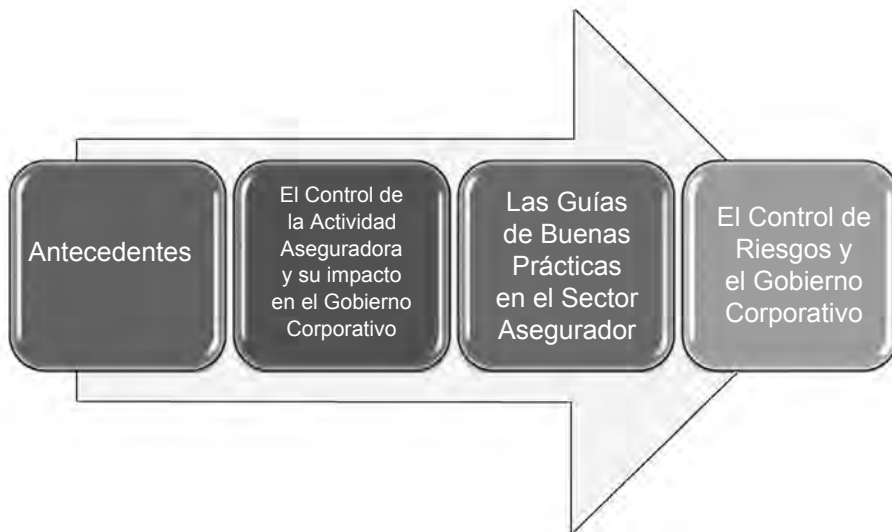 Antecedentes
El Control de
la Actividad
Aseguradora
y su impacto
en el Gobierno
Corporativo
Las Guías
de Buenas
Prácticas
en el Sector
Asegurador
El Control de
Riesgos y
el Gobierno
Corporativo